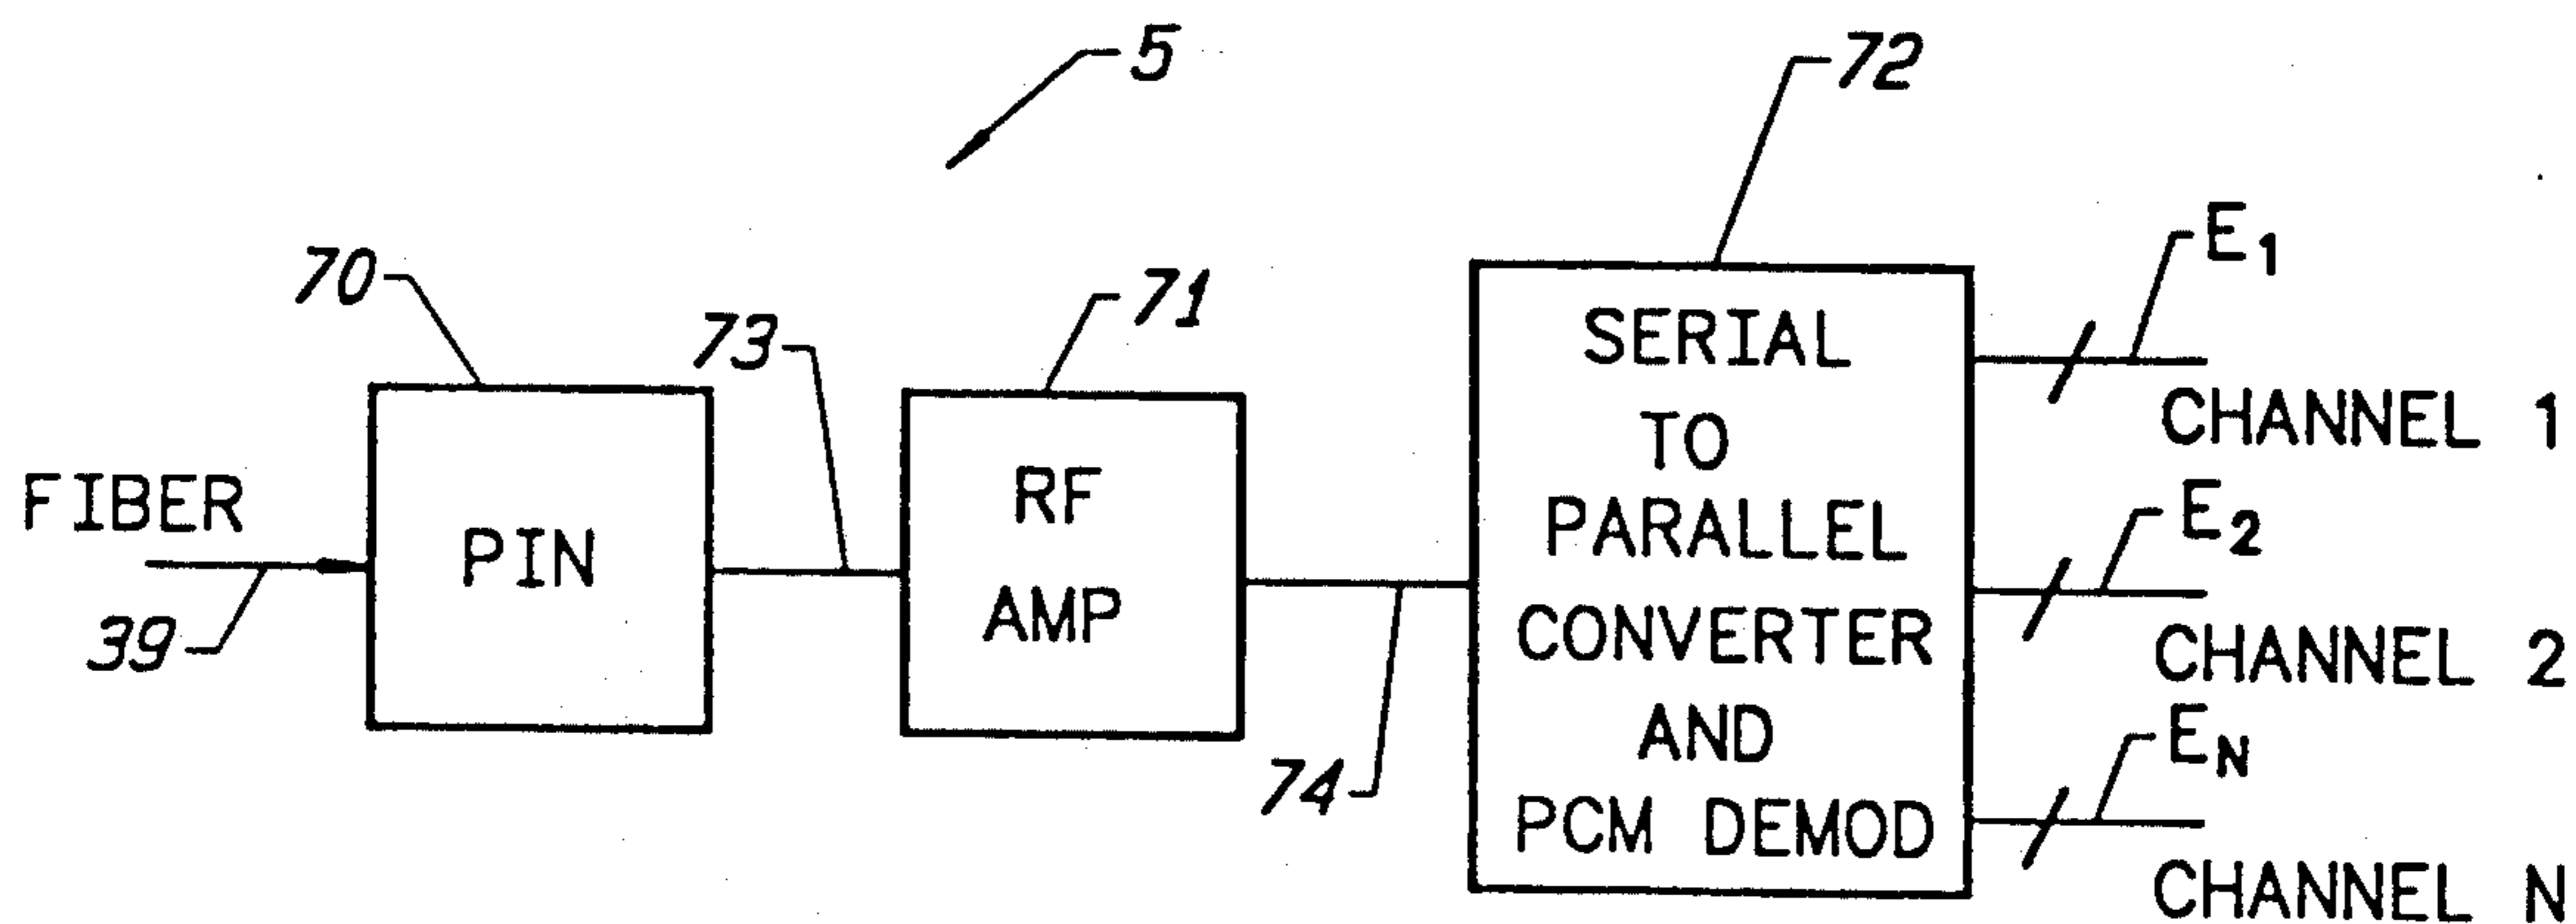 5
72
E1
70
71
73
SERIAL
TO
PARALLEL
CONVERTER
AND
PCM DEMOD
CHANNEL 1
FIBER
PIN
RF
AMP
E2
39
CHANNEL 2
74
EN
CHANNEL N